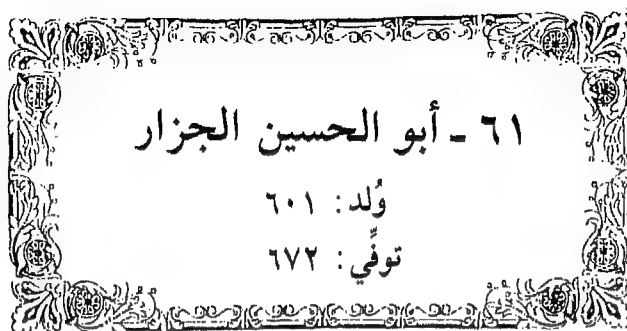 ٦١ - أبو الحسين الجزار
وُلد: ٦٠١
توفِّي: ٦٧٢